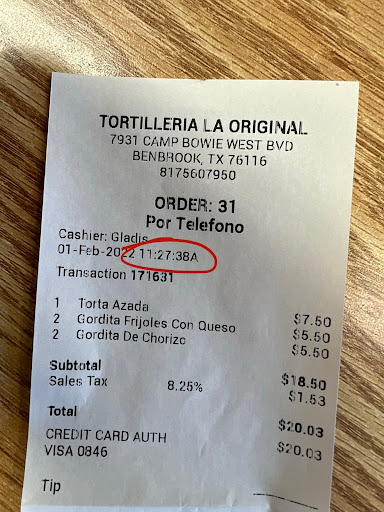 TORTILLERIA LA ORIGINAL
7931 CAMP BOWIE WEST BVD
BENBROOK, TX 76116
8175607950
ORDER: 31
Por Telefono
Cashier: Gladis
01-Feb-2022 11:27:38A
Transaction 171631
1 Torta Azada $7.50
2 Gordita Frijoles Con Queso $5.50
2 Gordita De Chorizo $5.50
Subtotal $18.50
Sales Tax 8.25% $1.53
Total $20.03
CREDIT CARD AUTH $20.03
VISA 0846
Tip